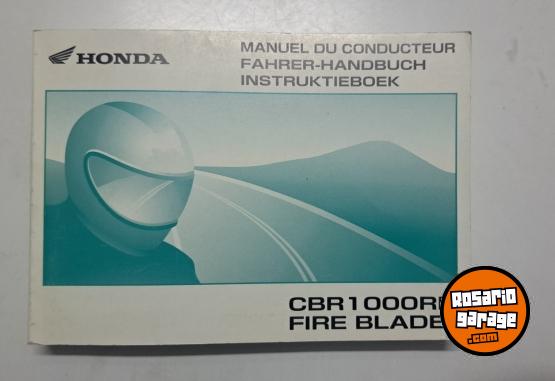 HONDA
MANUEL DU CONDUCTEUR
FAHRER-HANDBUCH
INSTRUKTIEBOEK
CBR1000R
FIRE BLADE
Rosario
garage
.com